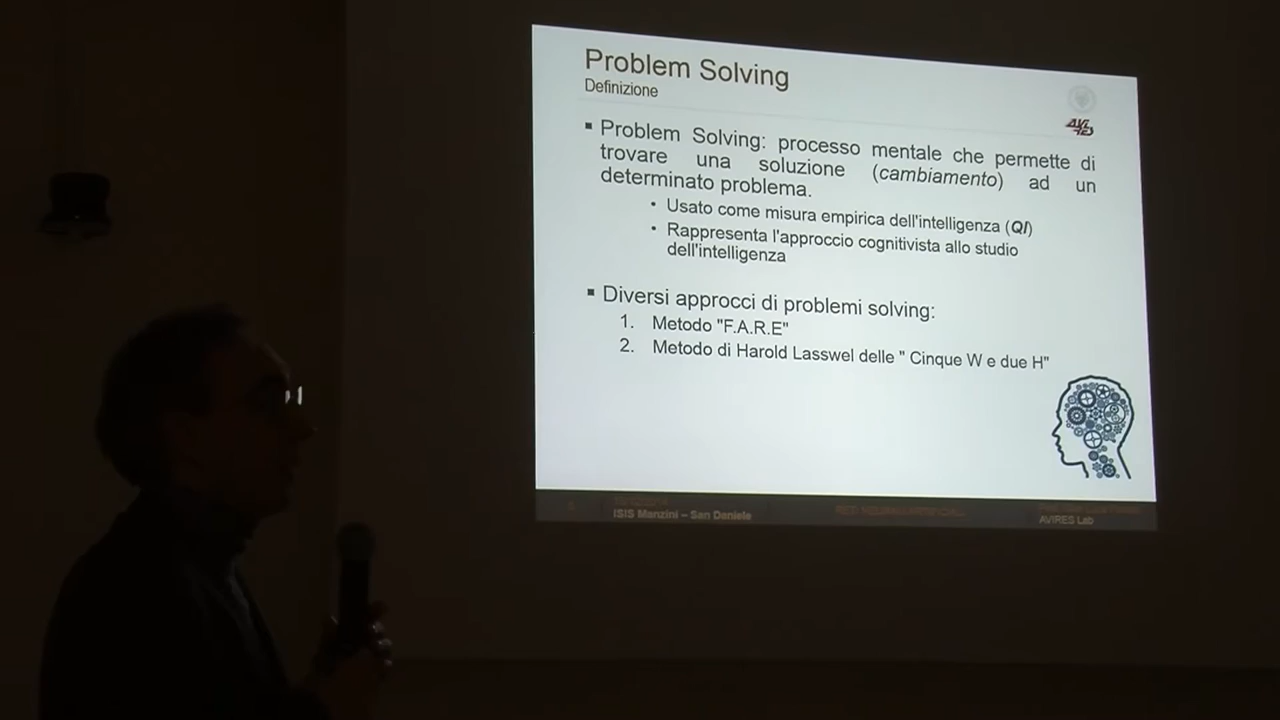 Problem Solving
Definizione
▪ Problem Solving: processo mentale che permette di
trovare una soluzione (cambiamento) ad un
determinato problema.
• Usato come misura empirica dell'intelligenza (QI)
• Rappresenta l'approccio cognitivista allo studio
dell'intelligenza
▪ Diversi approcci di problemi solving:
1. Metodo "F.A.R.E"
2. Metodo di Harold Lasswel delle " Cinque W e due H"
ISIS Manzini – San Daniele
AVIRES Lab